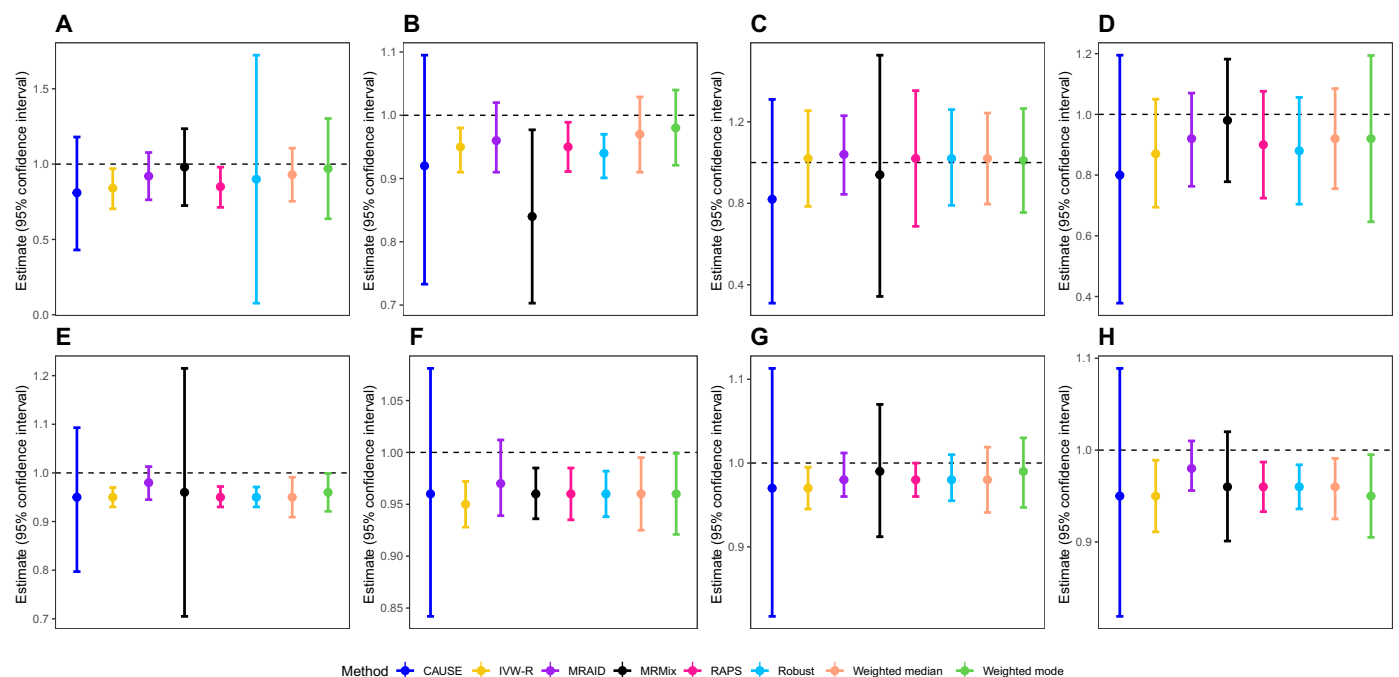 A
Estimate (95% confidence interval)
1.5
1.0
0.5
0.0
B
Estimate (95% confidence interval)
1.1
1.0
0.9
0.8
0.7
C
Estimate (95% confidence interval)
1.2
0.8
0.4
D
Estimate (95% confidence interval)
1.2
1.0
0.8
0.6
0.4
E
Estimate (95% confidence interval)
1.2
1.1
1.0
0.9
0.8
0.7
F
Estimate (95% confidence interval)
1.05
1.00
0.95
0.90
0.85
G
Estimate (95% confidence interval)
1.1
1.0
0.9
H
Estimate (95% confidence interval)
1.1
1.0
0.9
Method CAUSE IVW-R MRAID MRMix RAPS Robust Weighted median Weighted mode